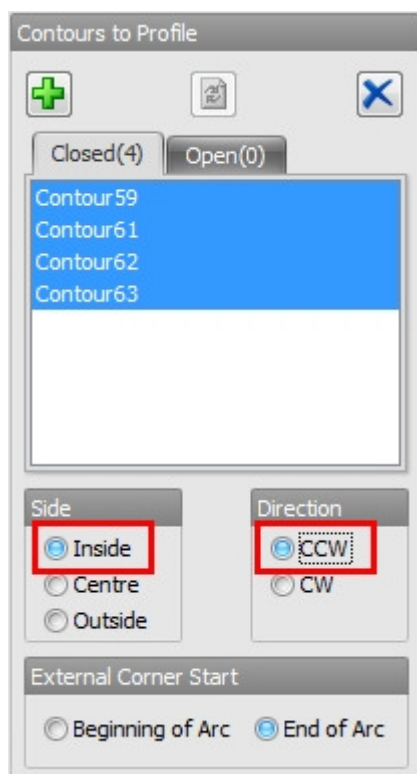 Contours to Profile
Closed(4) Open(0)
Contour59
Contour61
Contour62
Contour63
Side
Inside
Centre
Outside
Direction
CCW
CW
External Corner Start
Beginning of Arc End of Arc